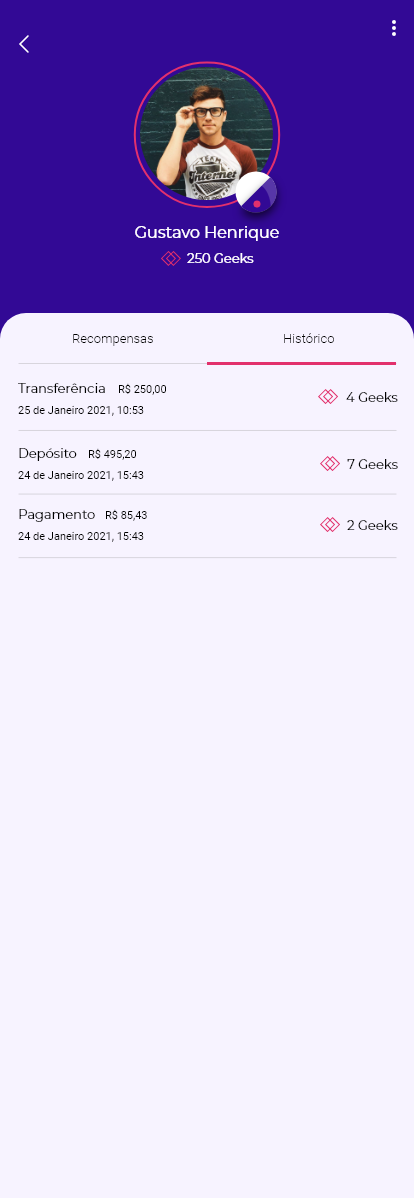 TEAM
Internet
Gustavo Henrique
250 Geeks
Recompensas Histórico
Transferência R$ 250,00
4 Geeks
25 de Janeiro 2021, 10:53
Depósito R$ 495,20
7 Geeks
24 de Janeiro 2021, 15:43
Pagamento R$ 85,43
2 Geeks
24 de Janeiro 2021, 15:43